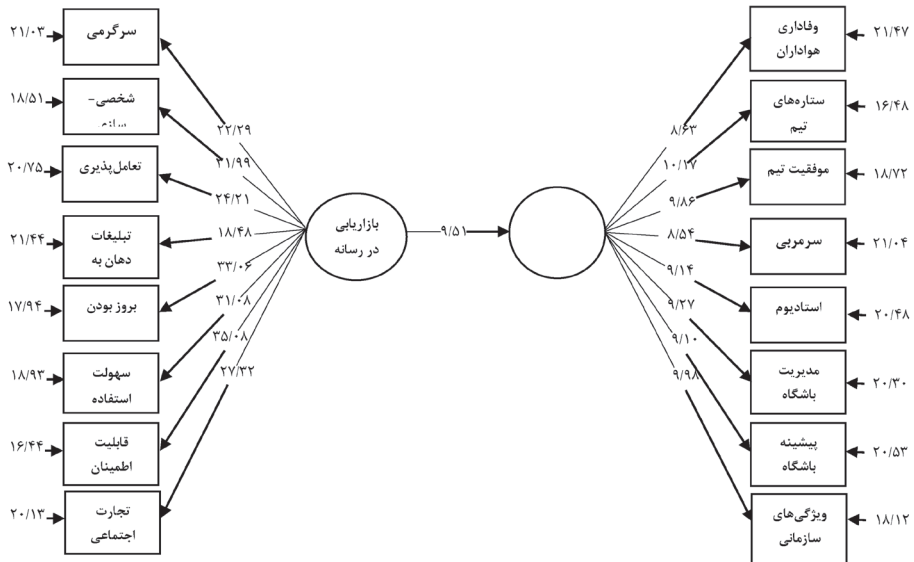 ۲۱/۰۳
سرگرمی
۱۸/۵۱
شخصی-
۲۰/۷۵
تعامل‌پذیری
۲۱/۴۴
تبلیغات
دهان به
۱۷/۹۴
بروز بودن
۱۸/۹۳
سهولت
استفاده
۱۶/۴۴
قابلیت
اطمینان
۲۰/۱۳
تجارت
اجتماعی
۲۲/۲۹
۳۱/۹۹
۲۴/۲۱
۱۸/۴۸
۳۳/۰۶
۳۱/۰۸
۳۵/۰۸
۲۷/۳۲
بازاریابی
در رسانه
۹/۵۱
۸/۶۳
۱۰/۱۷
۹/۸۶
۸/۵۴
۹/۱۴
۹/۲۷
۹/۱۰
۹/۹۸
وفاداری
هواداران
۲۱/۴۷
ستاره‌های
تیم
۱۶/۴۸
موفقیت تیم
۱۸/۷۲
سرمربی
۲۱/۰۴
استادیوم
۲۰/۴۸
مدیریت
باشگاه
۲۰/۳۰
پیشینه
باشگاه
۲۰/۵۳
ویژگی‌های
سازمانی
۱۸/۱۲